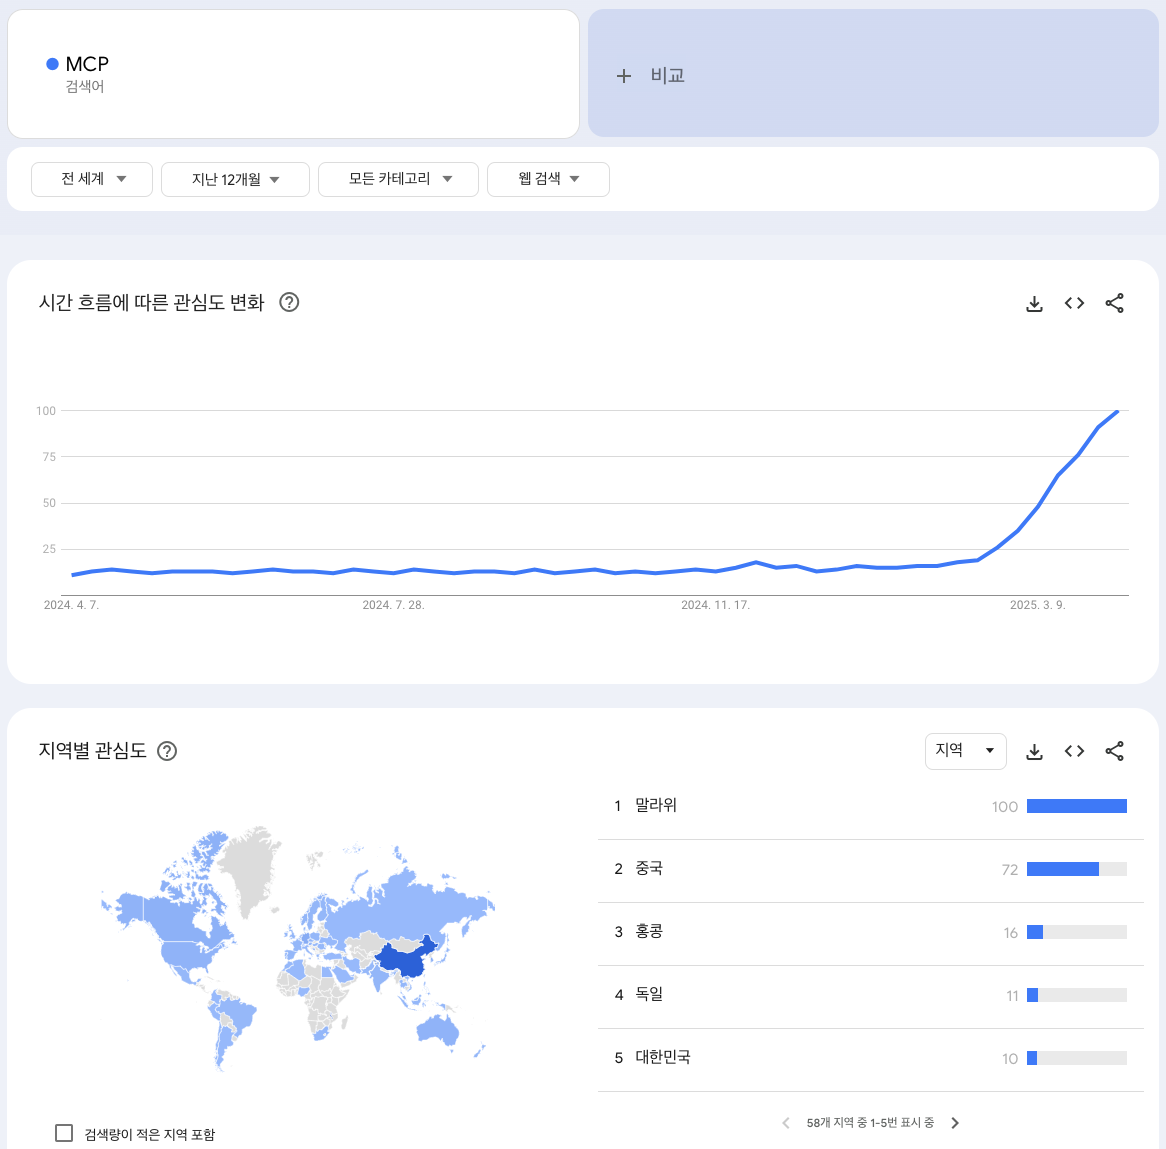 MCP
검색어
+ 비교
전 세계
지난 12개월
모든 카테고리
웹 검색
시간 흐름에 따른 관심도 변화 ?
100
75
50
25
2024. 4. 7.
2024. 7. 28.
2024. 11. 17.
2025. 3. 9.
지역별 관심도 ?
지역
1 말라위 100
2 중국 72
3 홍콩 16
4 독일 11
5 대한민국 10
검색량이 적은 지역 포함
58개 지역 중 1-5번 표시 중